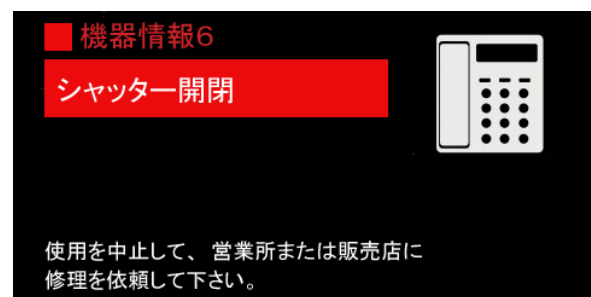 機器情報6
シャッター開閉
使用を中止して、営業所または販売店に
修理を依頼して下さい。